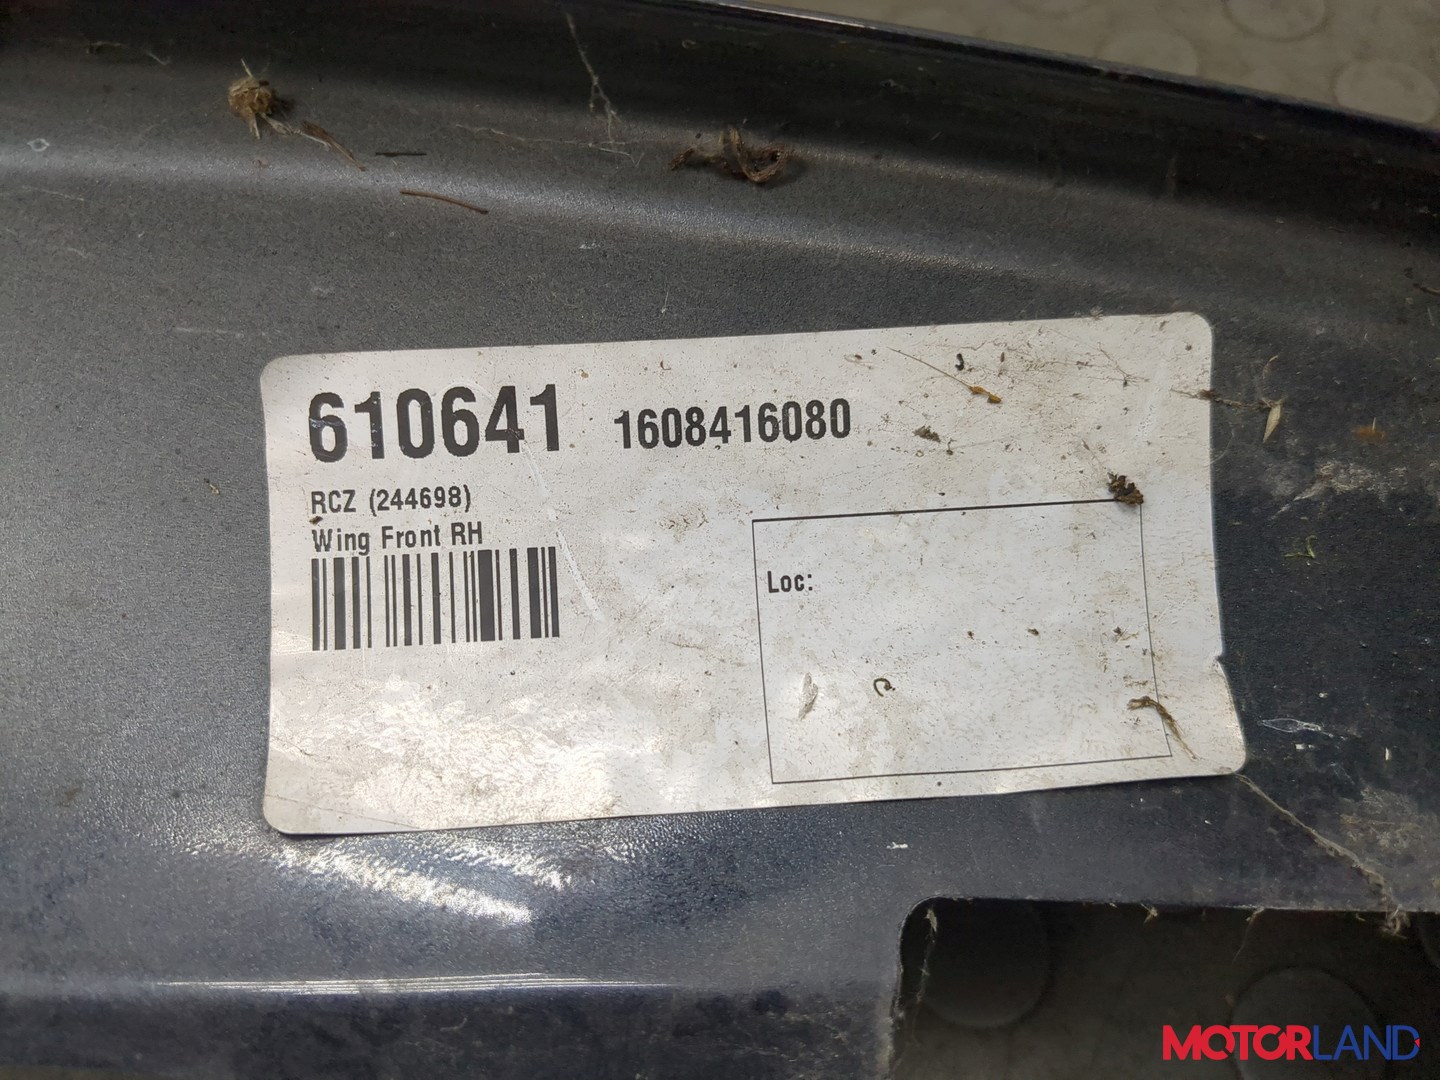 610641 1608416080
RCZ (244698)
Wing Front RH
Loc:
MOTORLAND